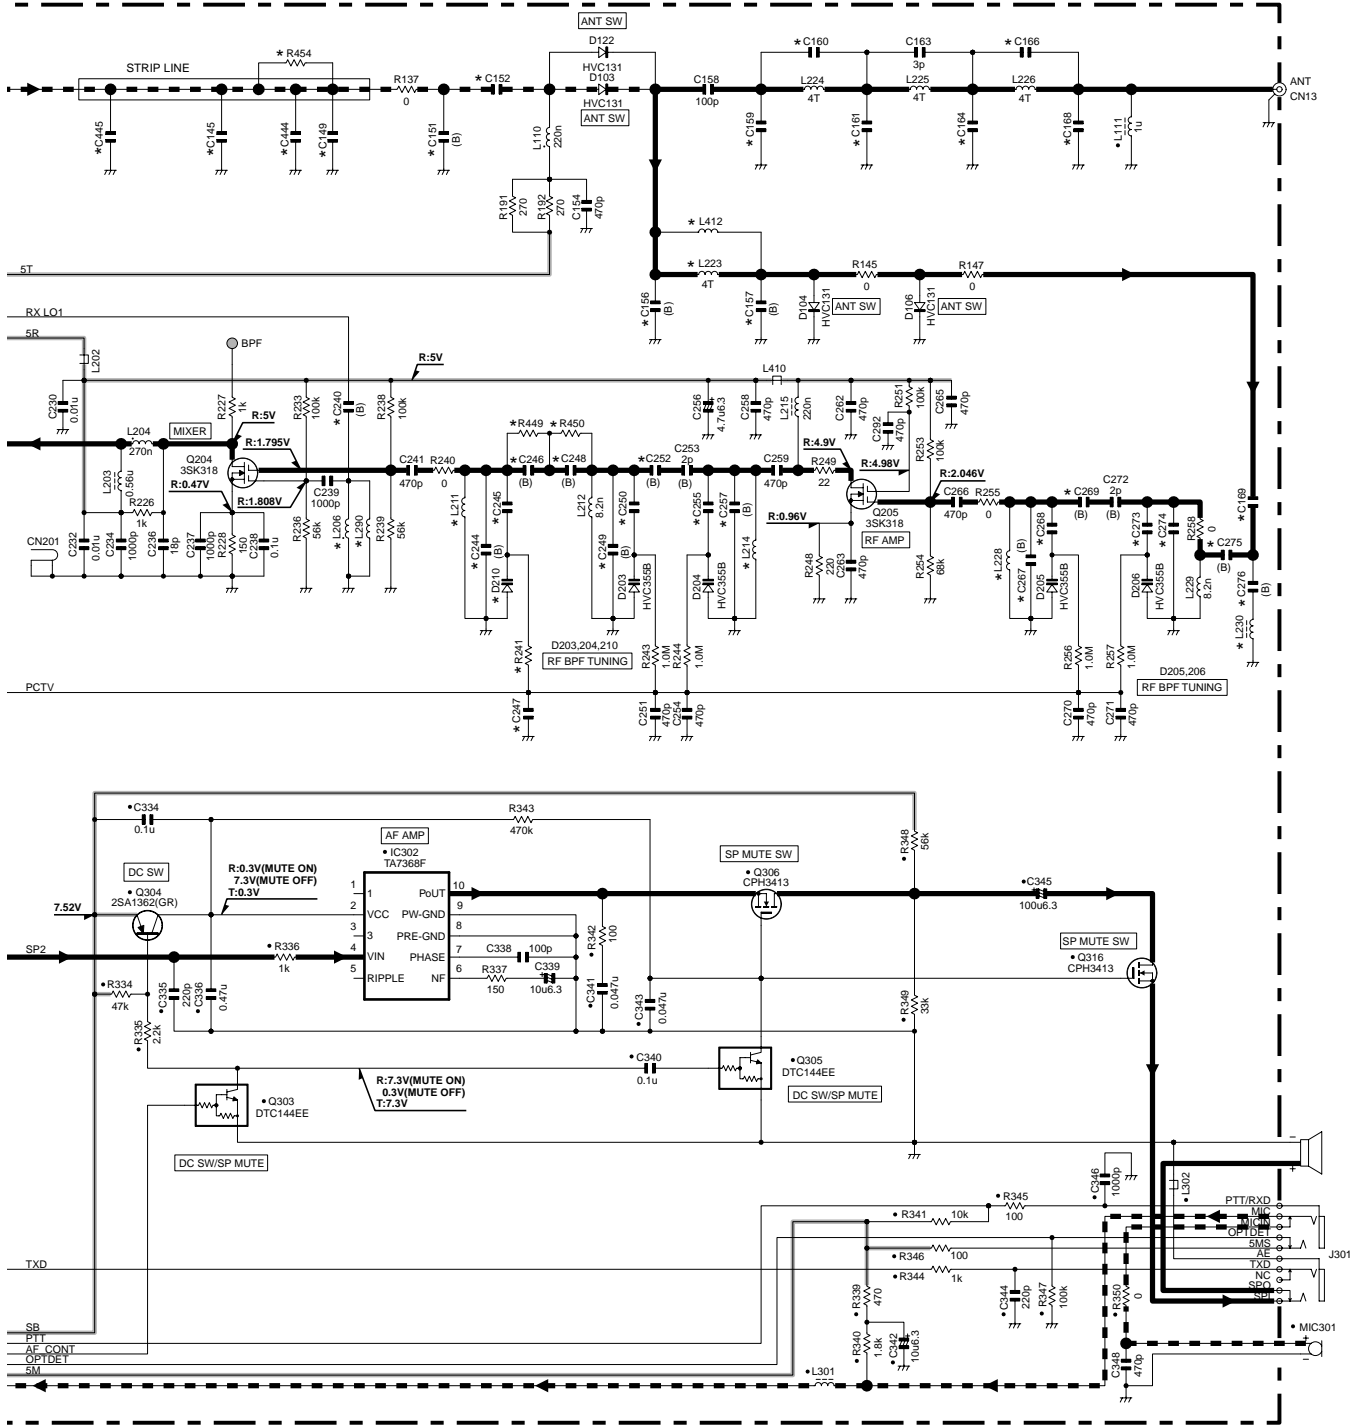 ANT SW
D122
HVC131
D103
HVC131
ANT SW
STRIP LINE
* R454
R137
0
* C152
C158
100p
* C160
C163
3p
* C166
L224
4T
L225
4T
L226
4T
ANT
CN13
* C445
* C145
* C444
* C149
* C151
(B)
L110
220n
* C159
* C161
* C164
* C168
• L111
1u
R191
270
R192
270
C154
470p
* L412
* L223
4T
R145
0
R147
0
* C156
(B)
* C157
(B)
D104
HVC131
ANT SW
D106
HVC131
ANT SW
5T
RX LO1
5R
L202
BPF
R:5V
L410
C230
0.01u
R227
1k
R:5V
R233
100k
* C240
(B)
R238
100k
C256
4.7u6.3
C258
470p
L215
220n
C262
470p
C292
470p
R251
100k
C265
470p
R253
100k
L204
270n
MIXER
R:1.795V
Q204
3SK318
R:0.47V
R:1.808V
C241
470p
R240
0
* R449
* R450
* C246
(B)
* C248
(B)
* C252
(B)
C253
2p
C259
470p
R:4.9V
R249
22
R:4.98V
R:2.046V
C266
470p
R255
0
* C269
(B)
C272
2p
(B)
L203
0.56u
R226
1k
C239
1000p
* L211
* C245
L212
8.2n
* C250
(B)
* C255
* C257
(B)
R:0.96V
Q205
3SK318
RF AMP
* C268
* C273
* C274
R258
0
* C169
* C275
(B)
CN201
C232
0.01u
C234
1000p
C236
18p
C237
1000p
R228
150
C238
0.1u
R236
56k
* L206
* L290
R239
56k
* C244
* D210
* C249
(B)
D203
HVC355B
D204
HVC355B
* L214
R248
220
C263
470p
R254
68k
* L228
* C267
(B)
D205
HVC355B
D206
HVC355B
L229
8.2n
* C276
(B)
* L230
* R241
D203,204,210
RF BPF TUNING
R243
1.0M
R244
1.0M
R256
1.0M
R257
1.0M
D205,206
RF BPF TUNING
PCTV
* C247
C251
470p
C254
470p
C270
470p
C271
470p
• C334
0.1u
R343
470k
AF AMP
• IC302
TA7368F
SP MUTE SW
• Q306
CPH3413
• R348
56k
DC SW
• Q304
2SA1362(GR)
R:0.3V(MUTE ON)
7.3V(MUTE OFF)
T:0.3V
7.52V
1
1
2
VCC
3
3
4
VIN
5
RIPPLE
10
PoUT
9
PW-GND
8
PRE-GND
7
PHASE
6
NF
• C345
100u6.3
SP2
• R336
1k
C338
100p
R337
150
C339
10u6.3
• R342
100
• C341
0.047u
• C343
0.047u
SP MUTE SW
• Q316
CPH3413
• R334
47k
• C335
220p
• C336
0.47u
• R349
33k
• R335
2.2k
• C340
0.1u
• Q305
DTC144EE
DC SW/SP MUTE
R:7.3V(MUTE ON)
0.3V(MUTE OFF)
T:7.3V
• Q303
DTC144EE
DC SW/SP MUTE
−
+
• C346
1000p
• L302
• R345
100
• R341
10k
• R346
100
• R344
1k
PTT/RXD
MIC
MICIN
OPTDET
5MS
AE
TXD
NC
SPO
SPI
J301
TXD
• R339
470
• C344
220p
• R347
100k
• R350
0
SB
PTT
AF CONT
OPTDET
5M
• R340
1.8k
• C342
10u6.3
• L301
• C348
470p
• MIC301
+
−